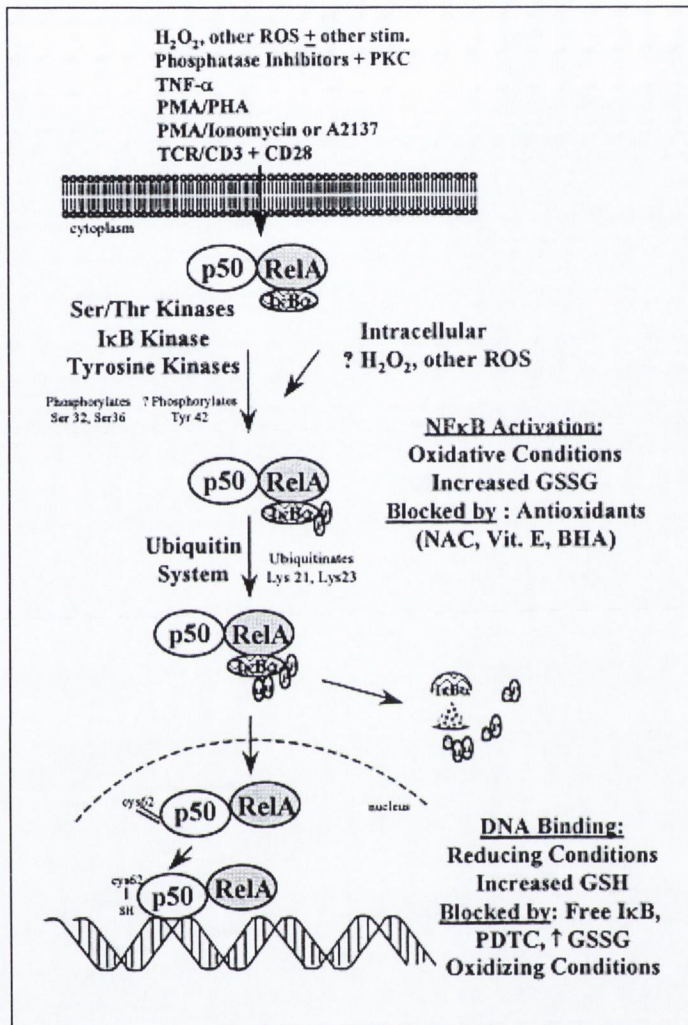 H₂O₂, other ROS ± other stim.
Phosphatase Inhibitors + PKC
TNF-α
PMA/PHA
PMA/Ionomycin or A2137
TCR/CD3 + CD28
cytoplasm
p50 RelA
IκBα
Ser/Thr Kinases
IκB Kinase
Tyrosine Kinases
Intracellular
? H₂O₂, other ROS
Phosphorylates
Ser 32, Ser36
? Phosphorylates
Tyr 42
p50 RelA
IκBα
NFκB Activation:
Oxidative Conditions
Increased GSSG
Blocked by : Antioxidants
(NAC, Vit. E, BHA)
Ubiquitin
System
Ubiquitinates
Lys 21, Lys23
p50 RelA
IκBα
IκBα
nucleus
cys62
p50 RelA
cys62
SH
p50 RelA
DNA Binding:
Reducing Conditions
Increased GSH
Blocked by: Free IκB,
PDTC, ↑ GSSG
Oxidizing Conditions